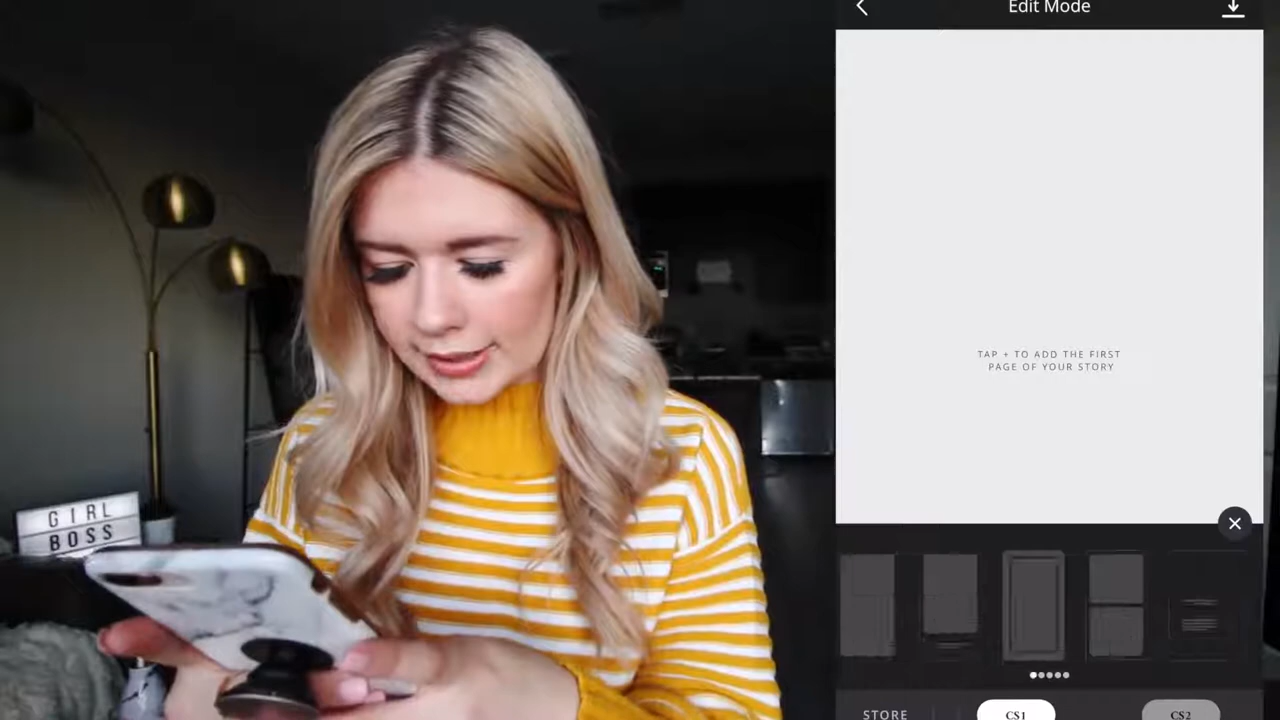 Edit Mode
TAP + TO ADD THE FIRST
PAGE OF YOUR STORY
GIRL
BOSS
STORE
CS1
CS2